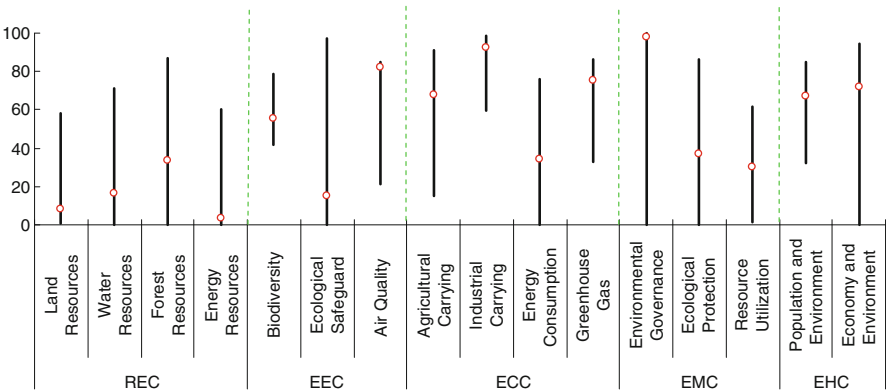 100
80
60
40
20
0
Land
Resources
Water
Resources
Forest
Resources
Energy
Resources
Biodiversity
Ecological
Safeguard
Air Quality
Agricultural
Carrying
Industrial
Carrying
Energy
Consumption
Greenhouse
Gas
Environmental
Governance
Ecological
Protection
Resource
Utilization
Population and
Environment
Economy and
Environment
REC
EEC
ECC
EMC
EHC